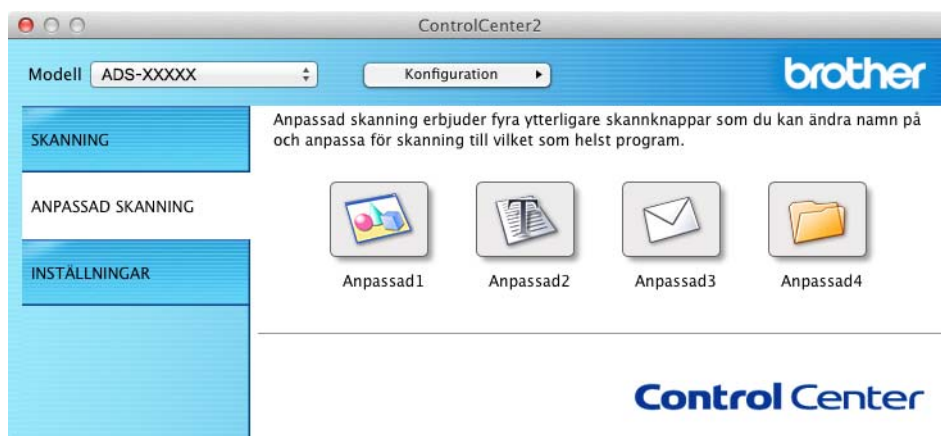 ControlCenter2
Modell ADS-XXXXX Konfiguration brother
SKANNING
ANPASSAD SKANNING
INSTÄLLNINGAR
Anpassad skanning erbjuder fyra ytterligare skannknappar som du kan ändra namn på
och anpassa för skanning till vilket som helst program.
Anpassad1 Anpassad2 Anpassad3 Anpassad4
Control Center